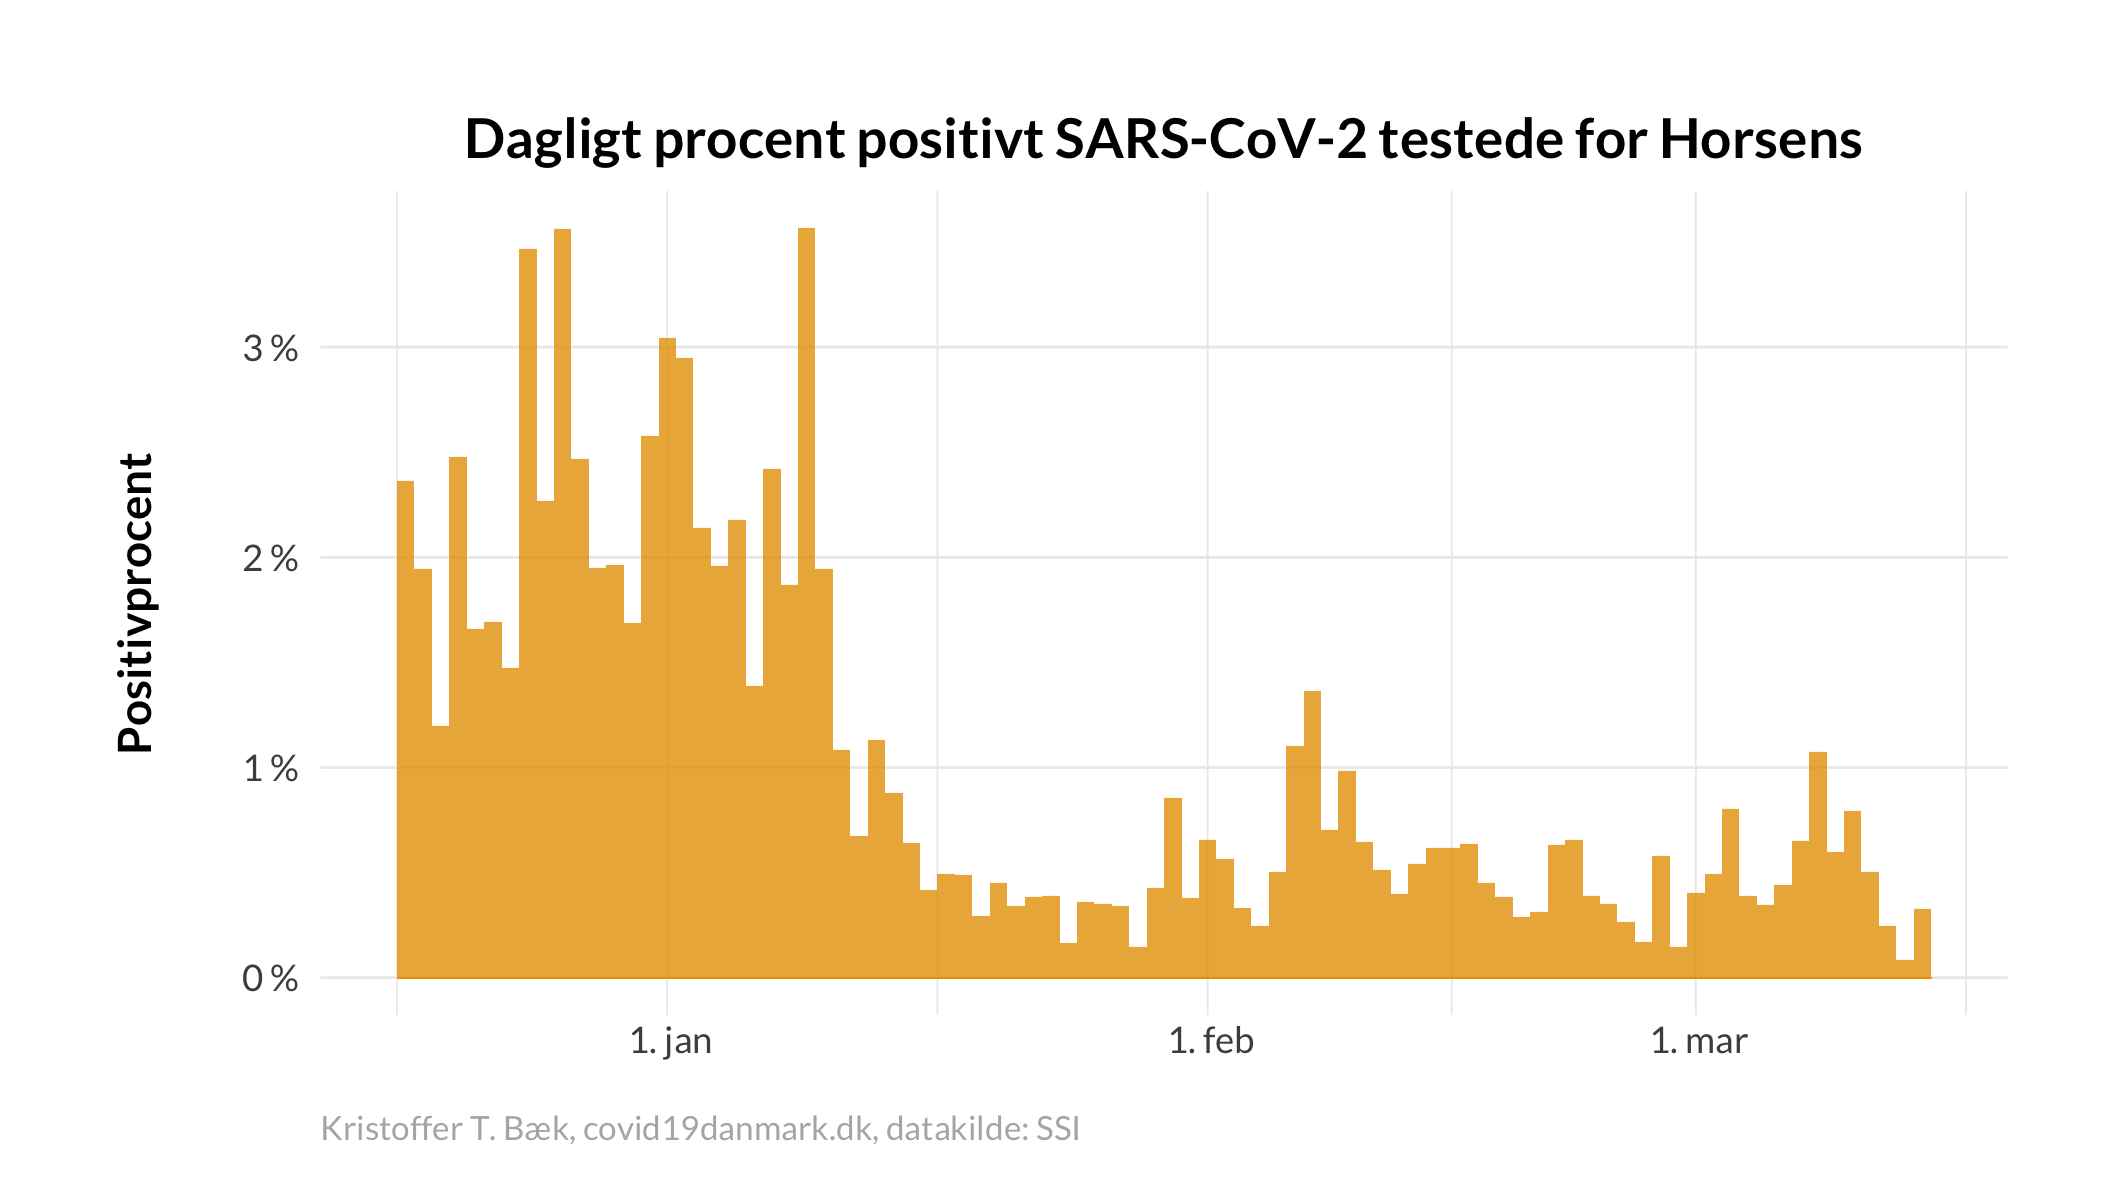 Dagligt procent positivt SARS-CoV-2 testede for Horsens
Positivprocent
3 %
2 %
1 %
0 %
1. jan
1. feb
1. mar
Kristoffer T. Bæk, covid19danmark.dk, datakilde: SSI